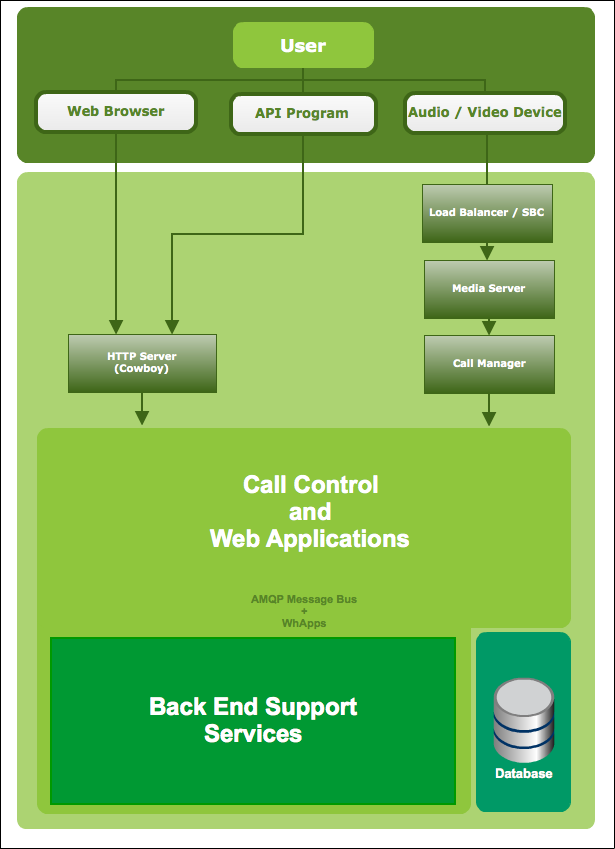 User
Web Browser
API Program
Audio / Video Device
Load Balancer / SBC
Media Server
HTTP Server
(Cowboy)
Call Manager
Call Control
and
Web Applications
AMQP Message Bus
+
WhApps
Back End Support
Services
Database